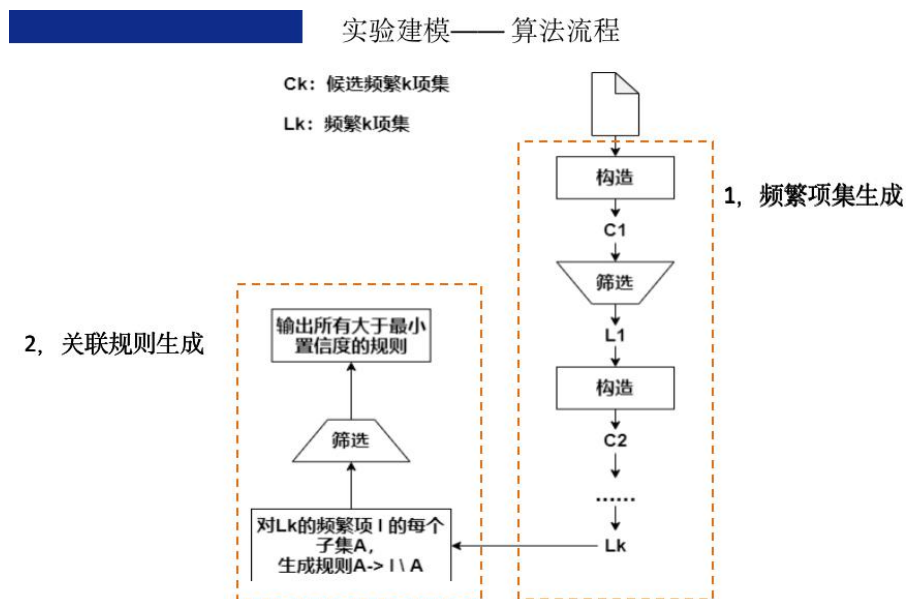 实验建模—— 算法流程
Ck：候选频繁k项集
Lk：频繁k项集
1，频繁项集生成
构造
C1
筛选
L1
构造
C2
……
Lk
2，关联规则生成
输出所有大于最小
置信度的规则
筛选
对Lk的频繁项 l 的每个
子集A，
生成规则A-> l \ A